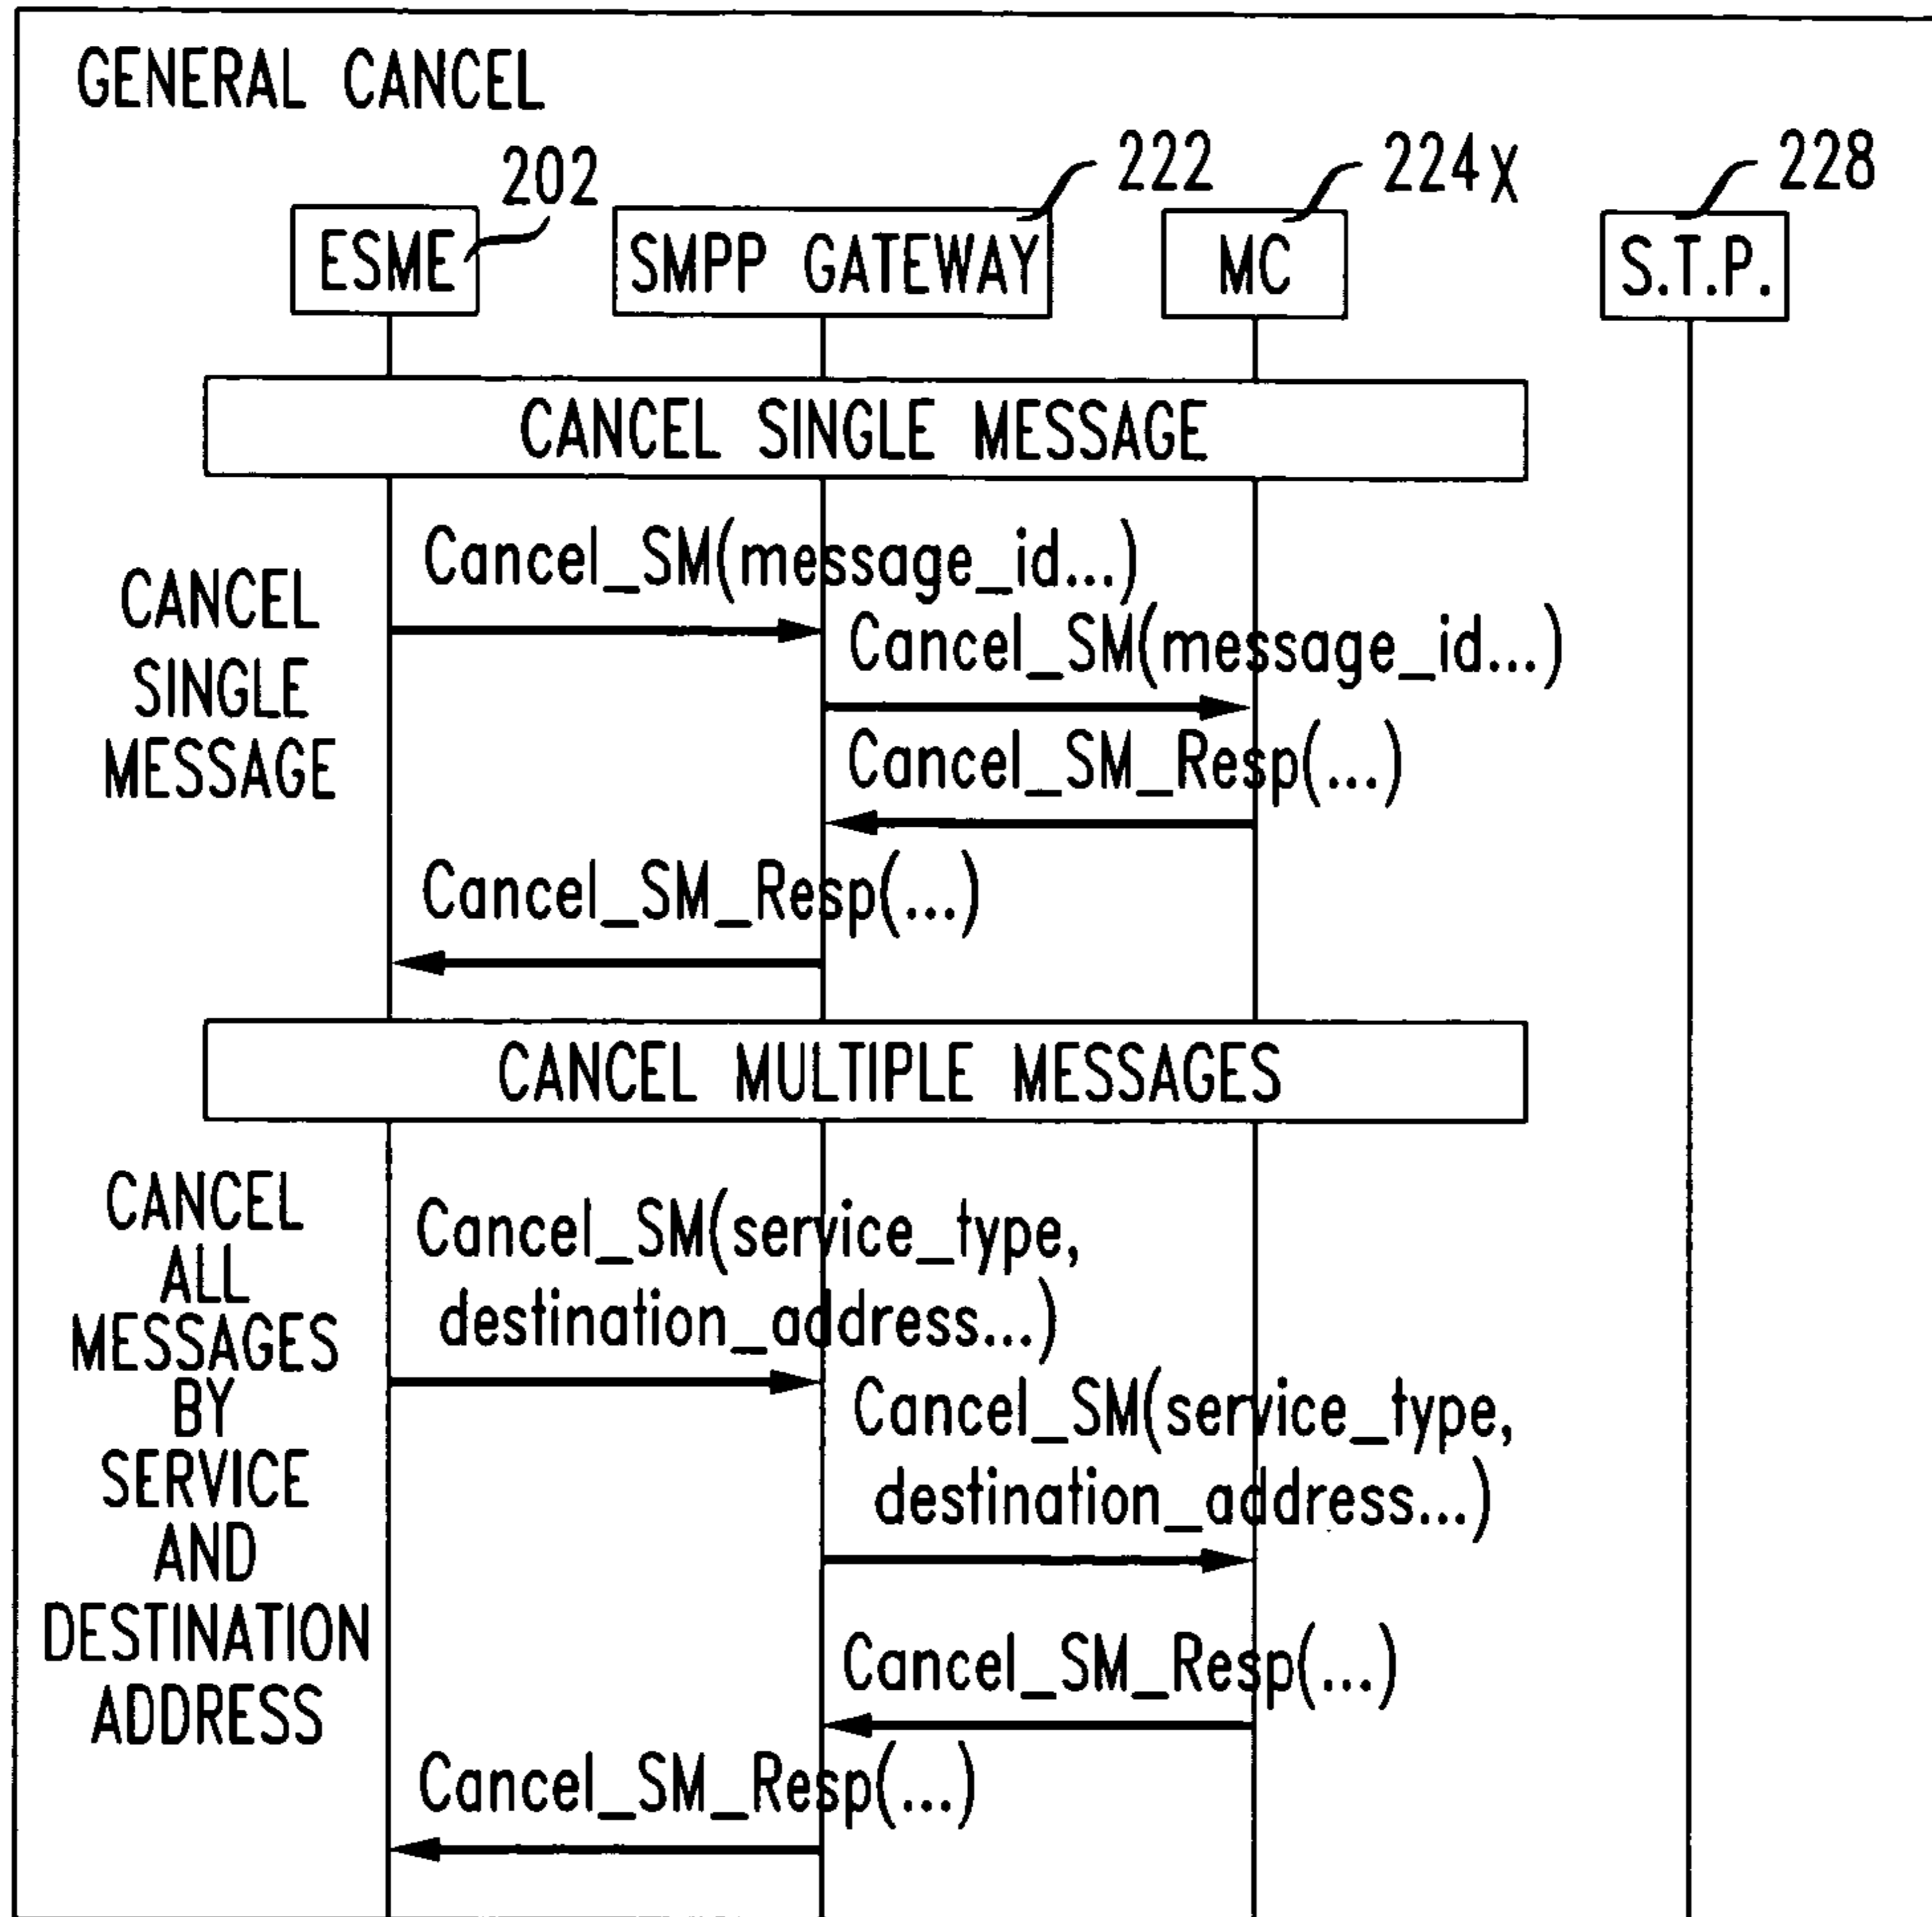 GENERAL CANCEL
202
222
224X
228
ESME
SMPP GATEWAY
MC
S.T.P.
CANCEL SINGLE MESSAGE
CANCEL
SINGLE
MESSAGE
Cancel_SM(message_id...)
Cancel_SM(message_id...)
Cancel_SM_Resp(...)
Cancel_SM_Resp(...)
CANCEL MULTIPLE MESSAGES
CANCEL
ALL
MESSAGES
BY
SERVICE
AND
DESTINATION
ADDRESS
Cancel_SM(service_type,
destination_address...)
Cancel_SM(service_type,
destination_address...)
Cancel_SM_Resp(...)
Cancel_SM_Resp(...)